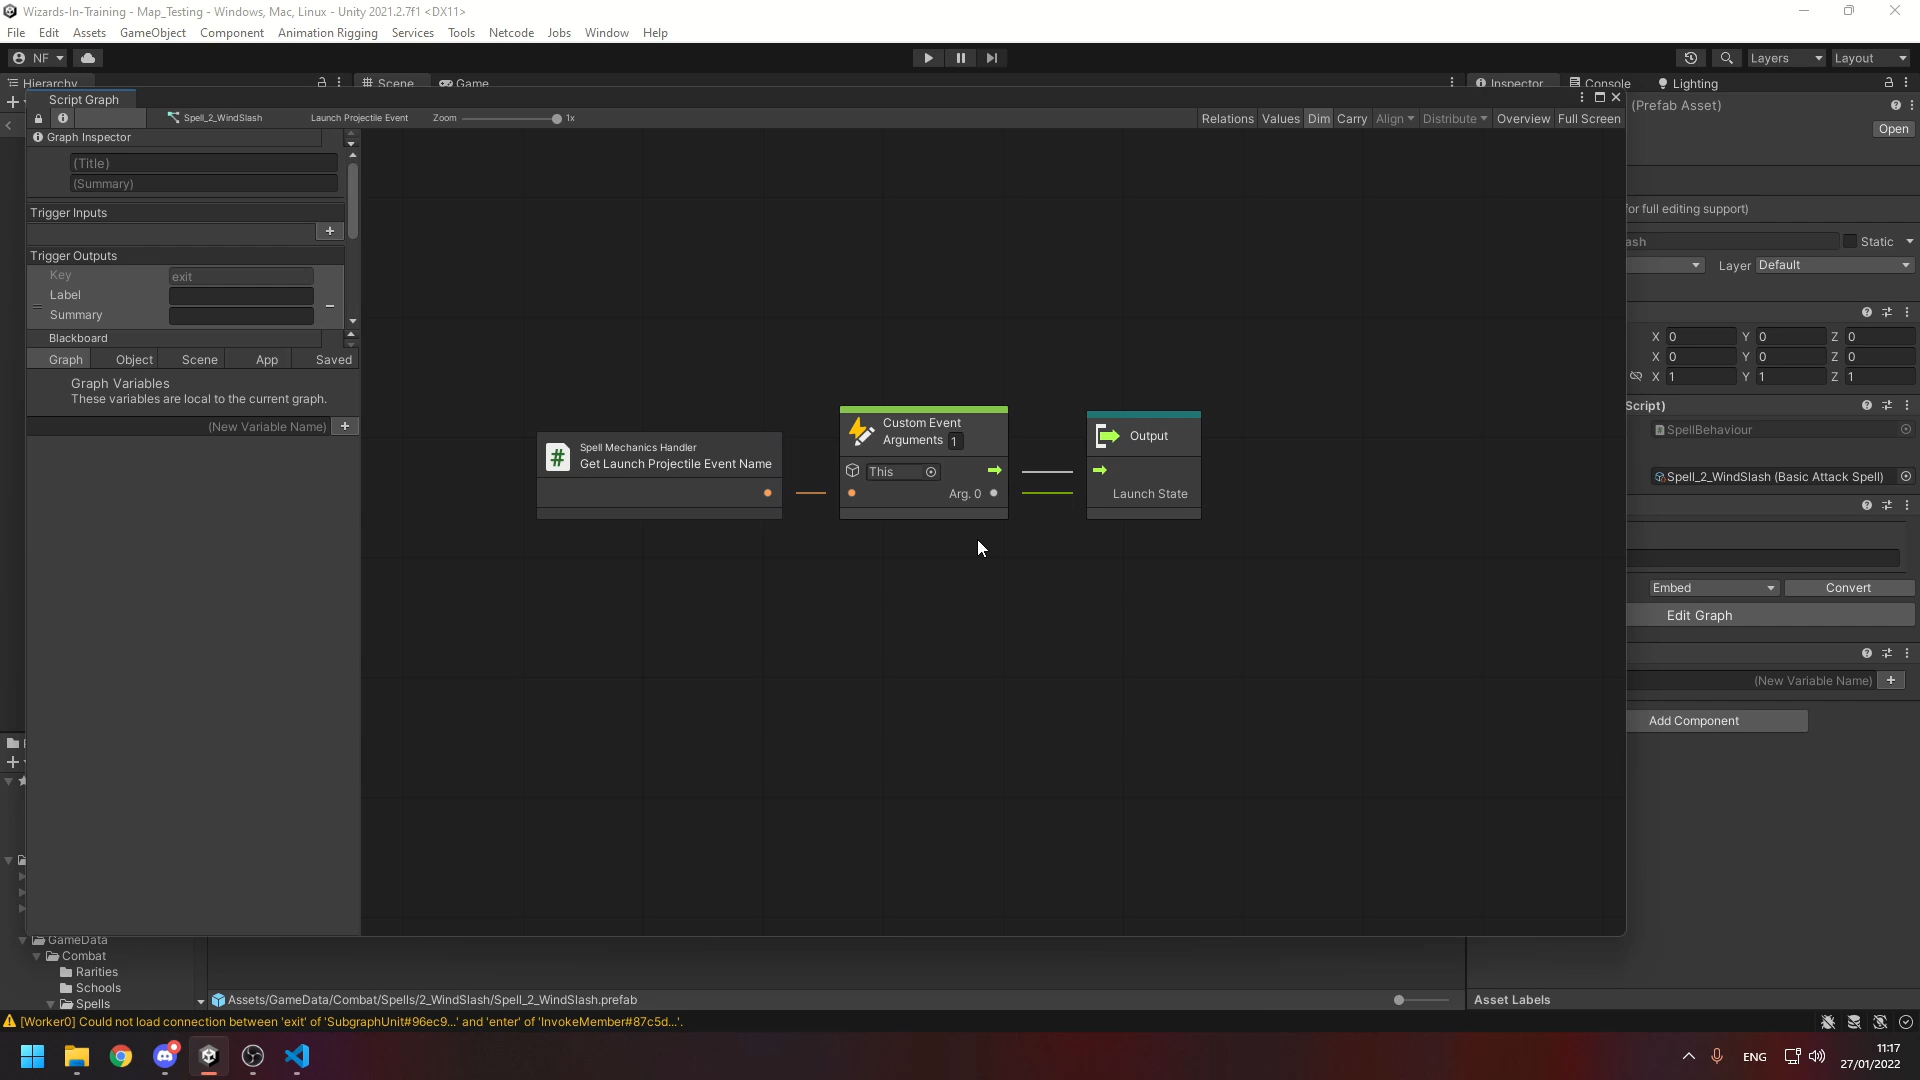 Wizards-In-Training - Map_Testing - Windows, Mac, Linux - Unity 2021.2.7f1 <DX11>
File Edit Assets GameObject Component Animation Rigging Services Tools Netcode Jobs Window Help
NF
Layers Layout
Hierarchy Scene Game Inspector Console Lighting
Script Graph
Spell_2_WindSlash Launch Projectile Event Zoom 1x Relations Values Dim Carry Align Distribute Overview Full Screen
(Prefab Asset)
Open
Graph Inspector
(Title)
(Summary)
Trigger Inputs
Trigger Outputs
Key exit
Label
Summary
Blackboard
Graph Object Scene App Saved
Graph Variables
These variables are local to the current graph.
(New Variable Name)
Spell Mechanics Handler
Get Launch Projectile Event Name
Custom Event
Arguments 1
This
Arg. 0
Output
Launch State
for full editing support)
ash Static
Layer Default
X 0 Y 0 Z 0
X 0 Y 0 Z 0
X 1 Y 1 Z 1
Script)
SpellBehaviour
Spell_2_WindSlash (Basic Attack Spell)
Embed Convert
Edit Graph
(New Variable Name)
Add Component
GameData
Combat
Rarities
Schools
Spells
Assets/GameData/Combat/Spells/2_WindSlash/Spell_2_WindSlash.prefab
Asset Labels
[Worker0] Could not load connection between 'exit' of 'SubgraphUnit#96ec9...' and 'enter' of 'InvokeMember#87c5d...'.
ENG
11:17
27/01/2022